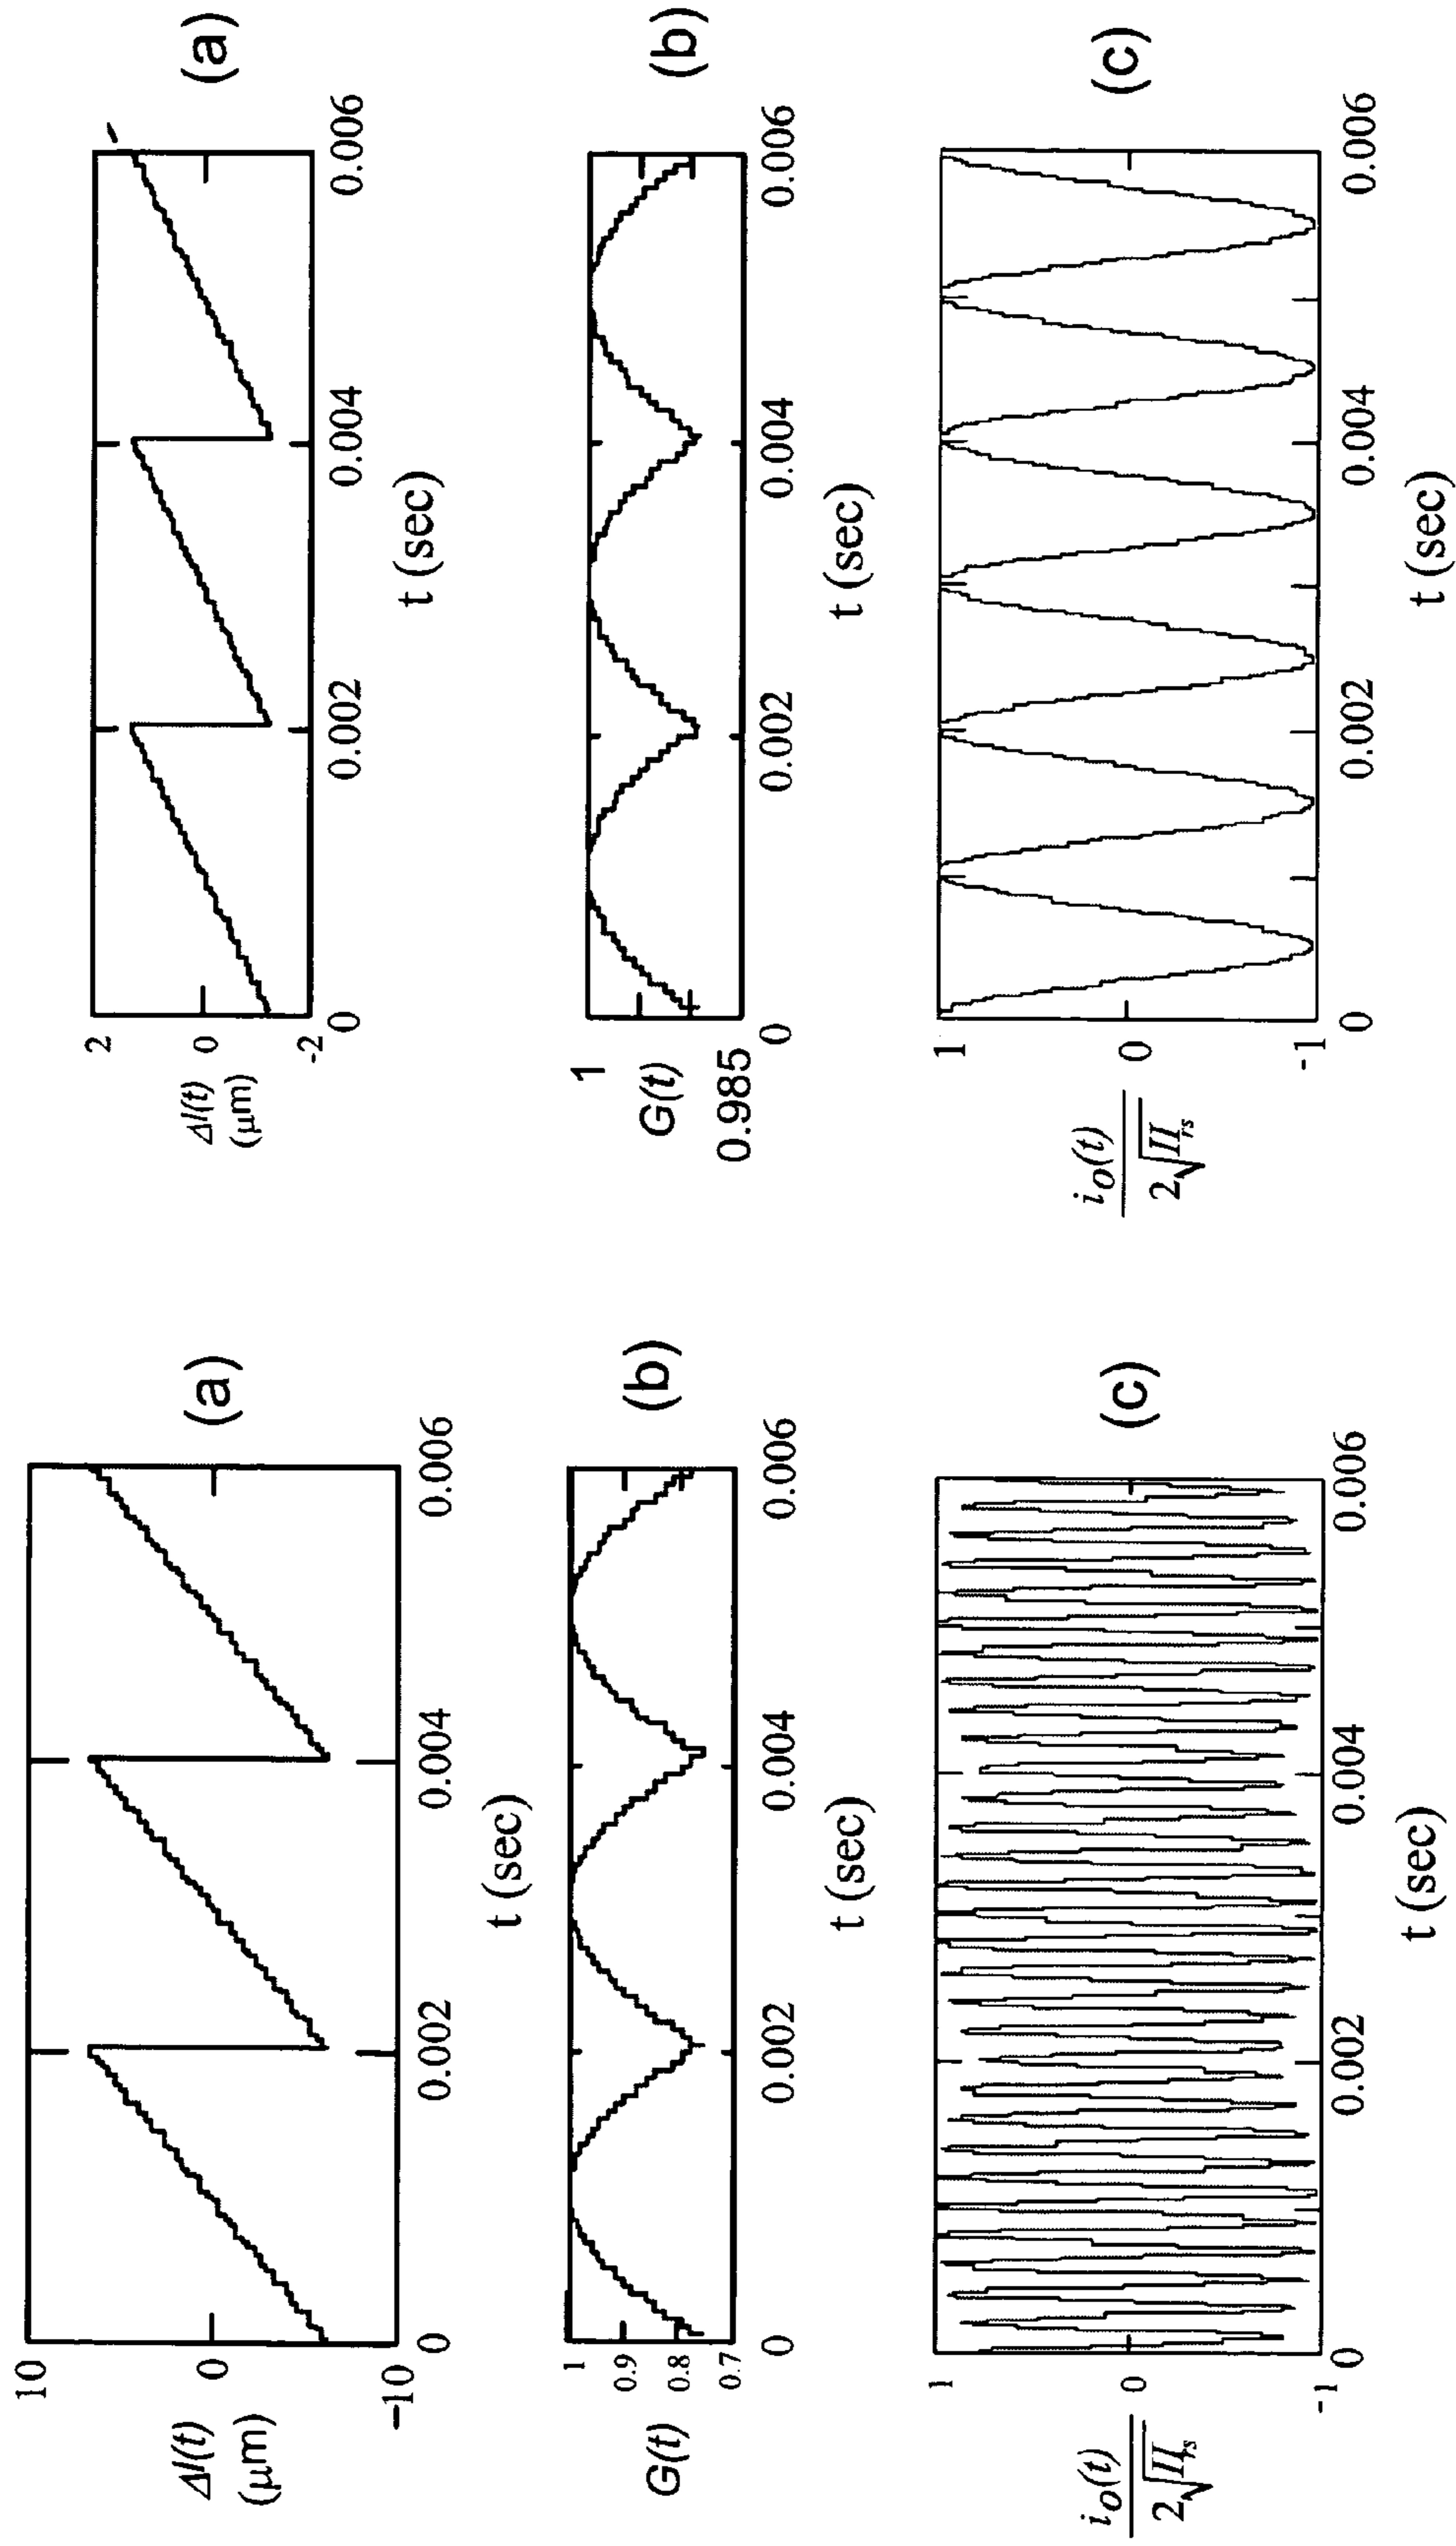 10
0
-10
Δl(t)
(μm)
0
0.002
0.004
0.006
t (sec)
(a)
1
0.9
0.8
0.7
G(t)
0
0.002
0.004
0.006
t (sec)
(b)
1
0
-1
i_o(t)
2√II_rs
0
0.002
0.004
0.006
t (sec)
(c)
2
0
-2
Δl(t)
(μm)
0
0.002
0.004
0.006
t (sec)
(a)
1
G(t)
0.985
0
0.002
0.004
0.006
t (sec)
(b)
1
0
-1
i_o(t)
2√II_rs
0
0.002
0.004
0.006
t (sec)
(c)